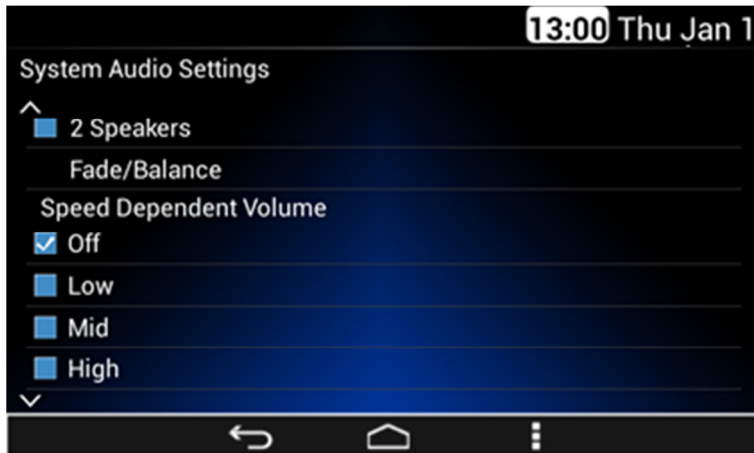 13:00 Thu Jan 1
System Audio Settings
2 Speakers
Fade/Balance
Speed Dependent Volume
Off
Low
Mid
High